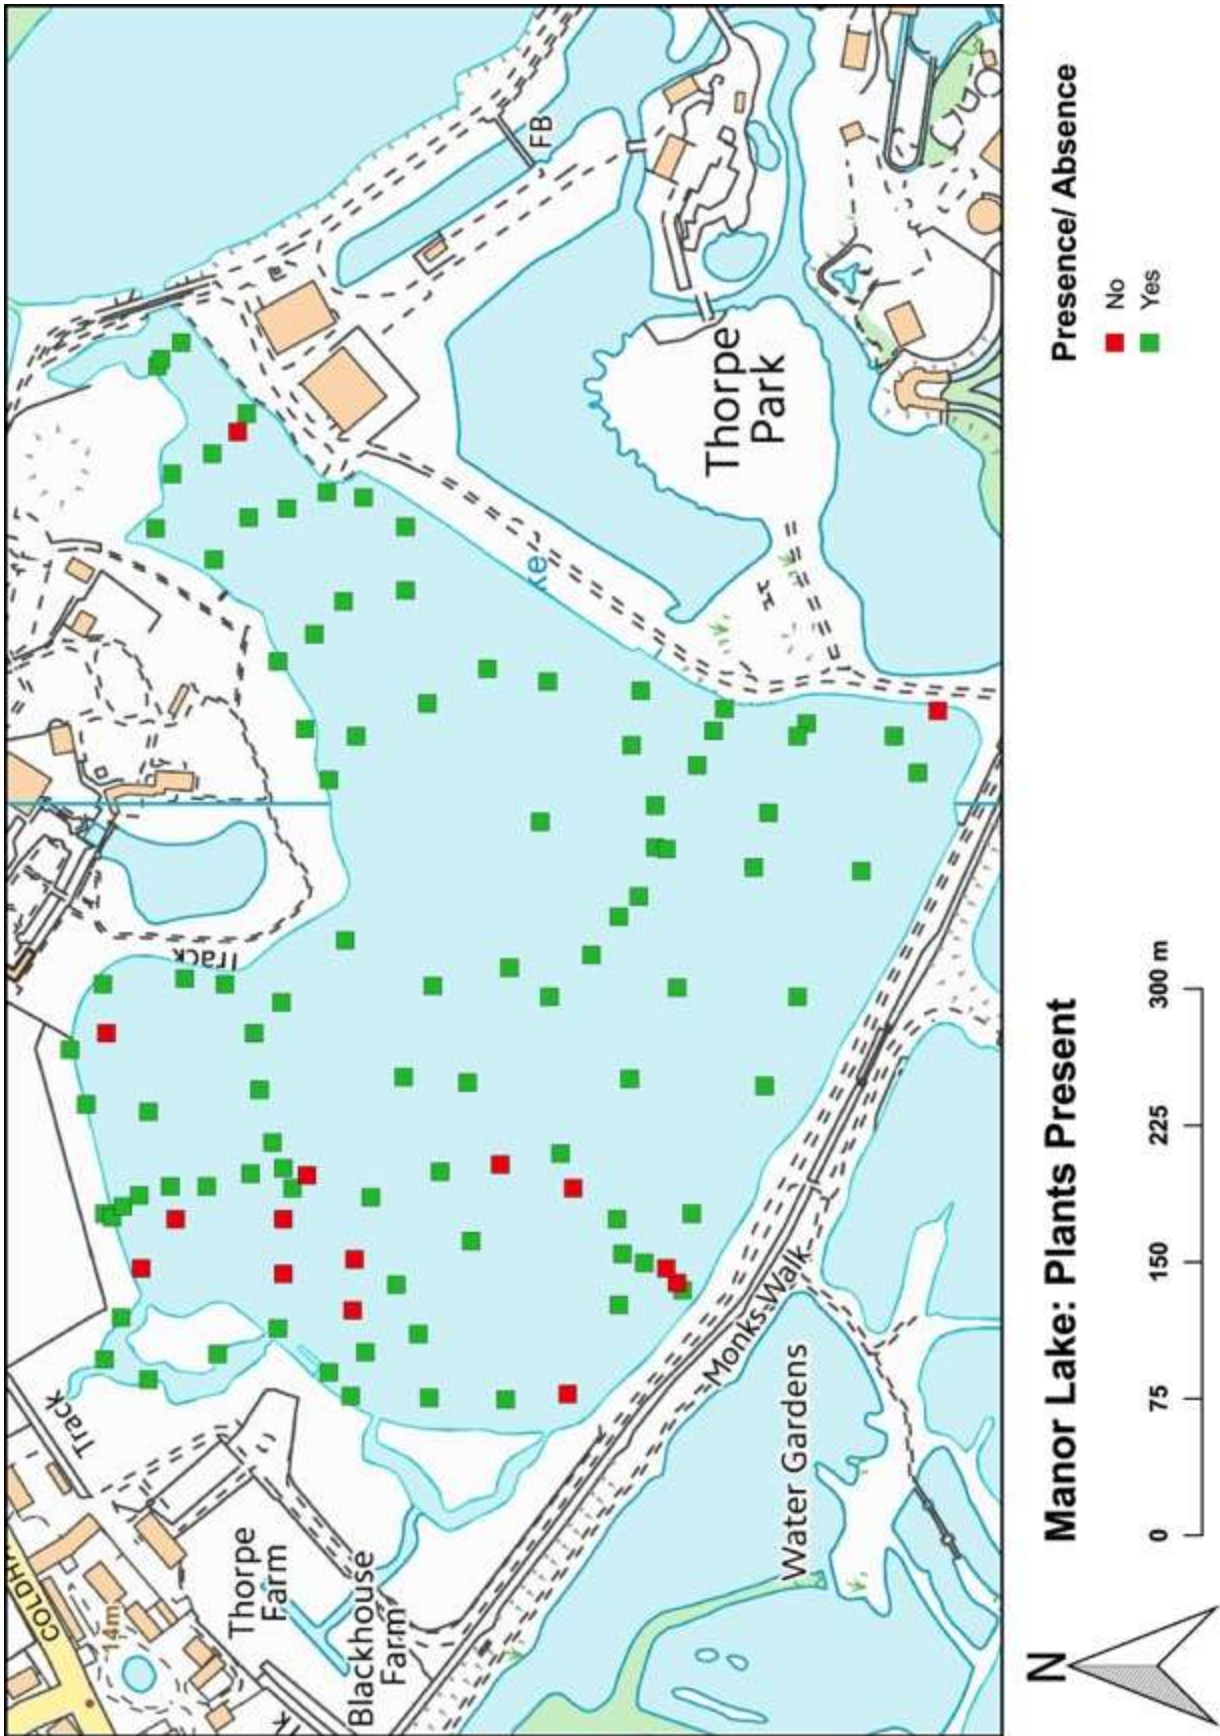 COLDHA
14m
Track
Thorpe
Farm
Blackhouse
Farm
Track
Monks Walk
Water Gardens
ke
Thorpe
Park
FB
N
Manor Lake: Plants Present
0 75 150 225 300 m
Presence/ Absence
No
Yes